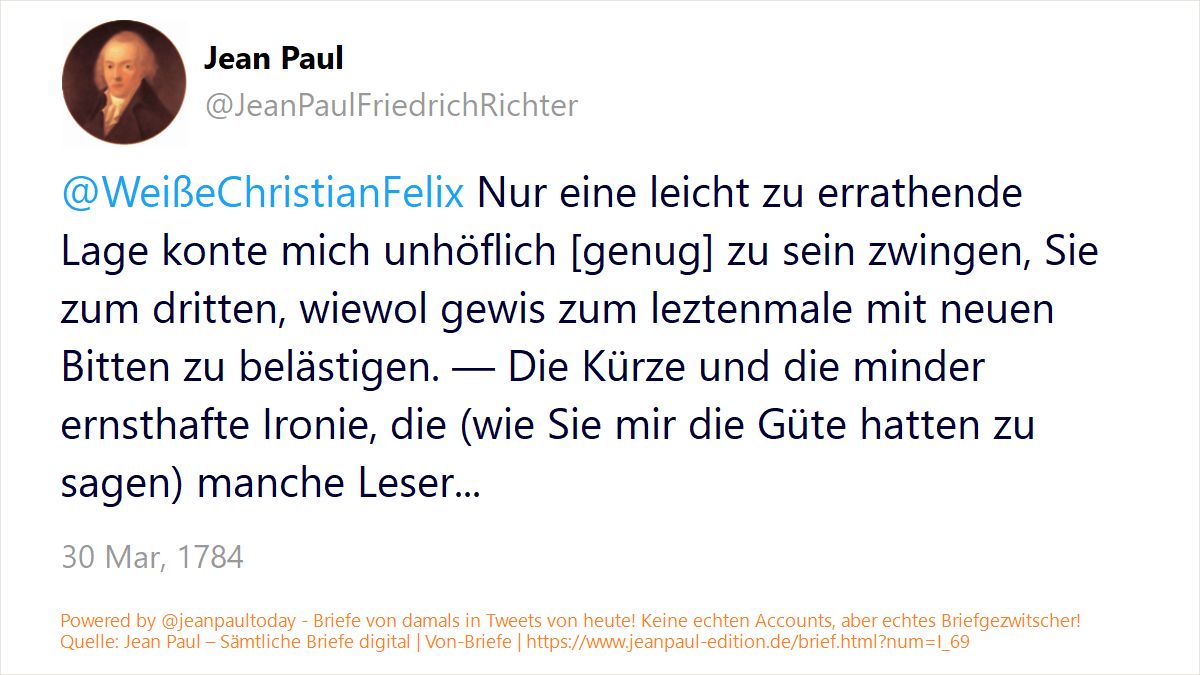 Jean Paul
@JeanPaulFriedrichRichter
@WeißeChristianFelix Nur eine leicht zu errathende
Lage konte mich unhöflich [genug] zu sein zwingen, Sie
zum dritten, wiewol gewis zum leztenmale mit neuen
Bitten zu belästigen. — Die Kürze und die minder
ernsthafte Ironie, die (wie Sie mir die Güte hatten zu
sagen) manche Leser...
30 Mar, 1784
Powered by @jeanpaultoday - Briefe von damals in Tweets von heute! Keine echten Accounts, aber echtes Briefgezwitscher!
Quelle: Jean Paul – Sämtliche Briefe digital | Von-Briefe | https://www.jeanpaul-edition.de/brief.html?num=I_69